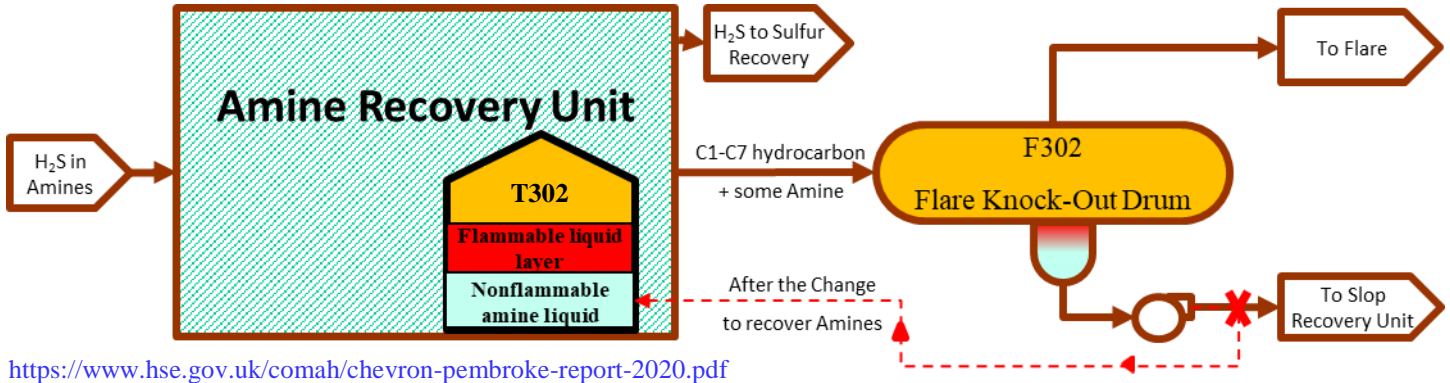 H₂S to Sulfur
Recovery
To Flare
Amine Recovery Unit
H₂S in
Amines
C1-C7 hydrocarbon
+ some Amine
F302
Flare Knock-Out Drum
T302
Flammable liquid
layer
Nonflammable
amine liquid
After the Change
to recover Amines
To Slop
Recovery Unit
https://www.hse.gov.uk/comah/chevron-pembroke-report-2020.pdf